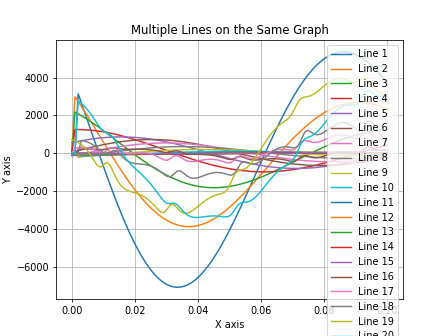 Multiple Lines on the Same Graph
Line 1
Line 2
Line 3
Line 4
Line 5
Line 6
Line 7
Line 8
Line 9
Line 10
Line 11
Line 12
Line 13
Line 14
Line 15
Line 16
Line 17
Line 18
Line 19
Line 20
Y axis
4000
2000
0
−2000
−4000
−6000
0.00
0.02
0.04
0.06
0.08
0.10
X axis